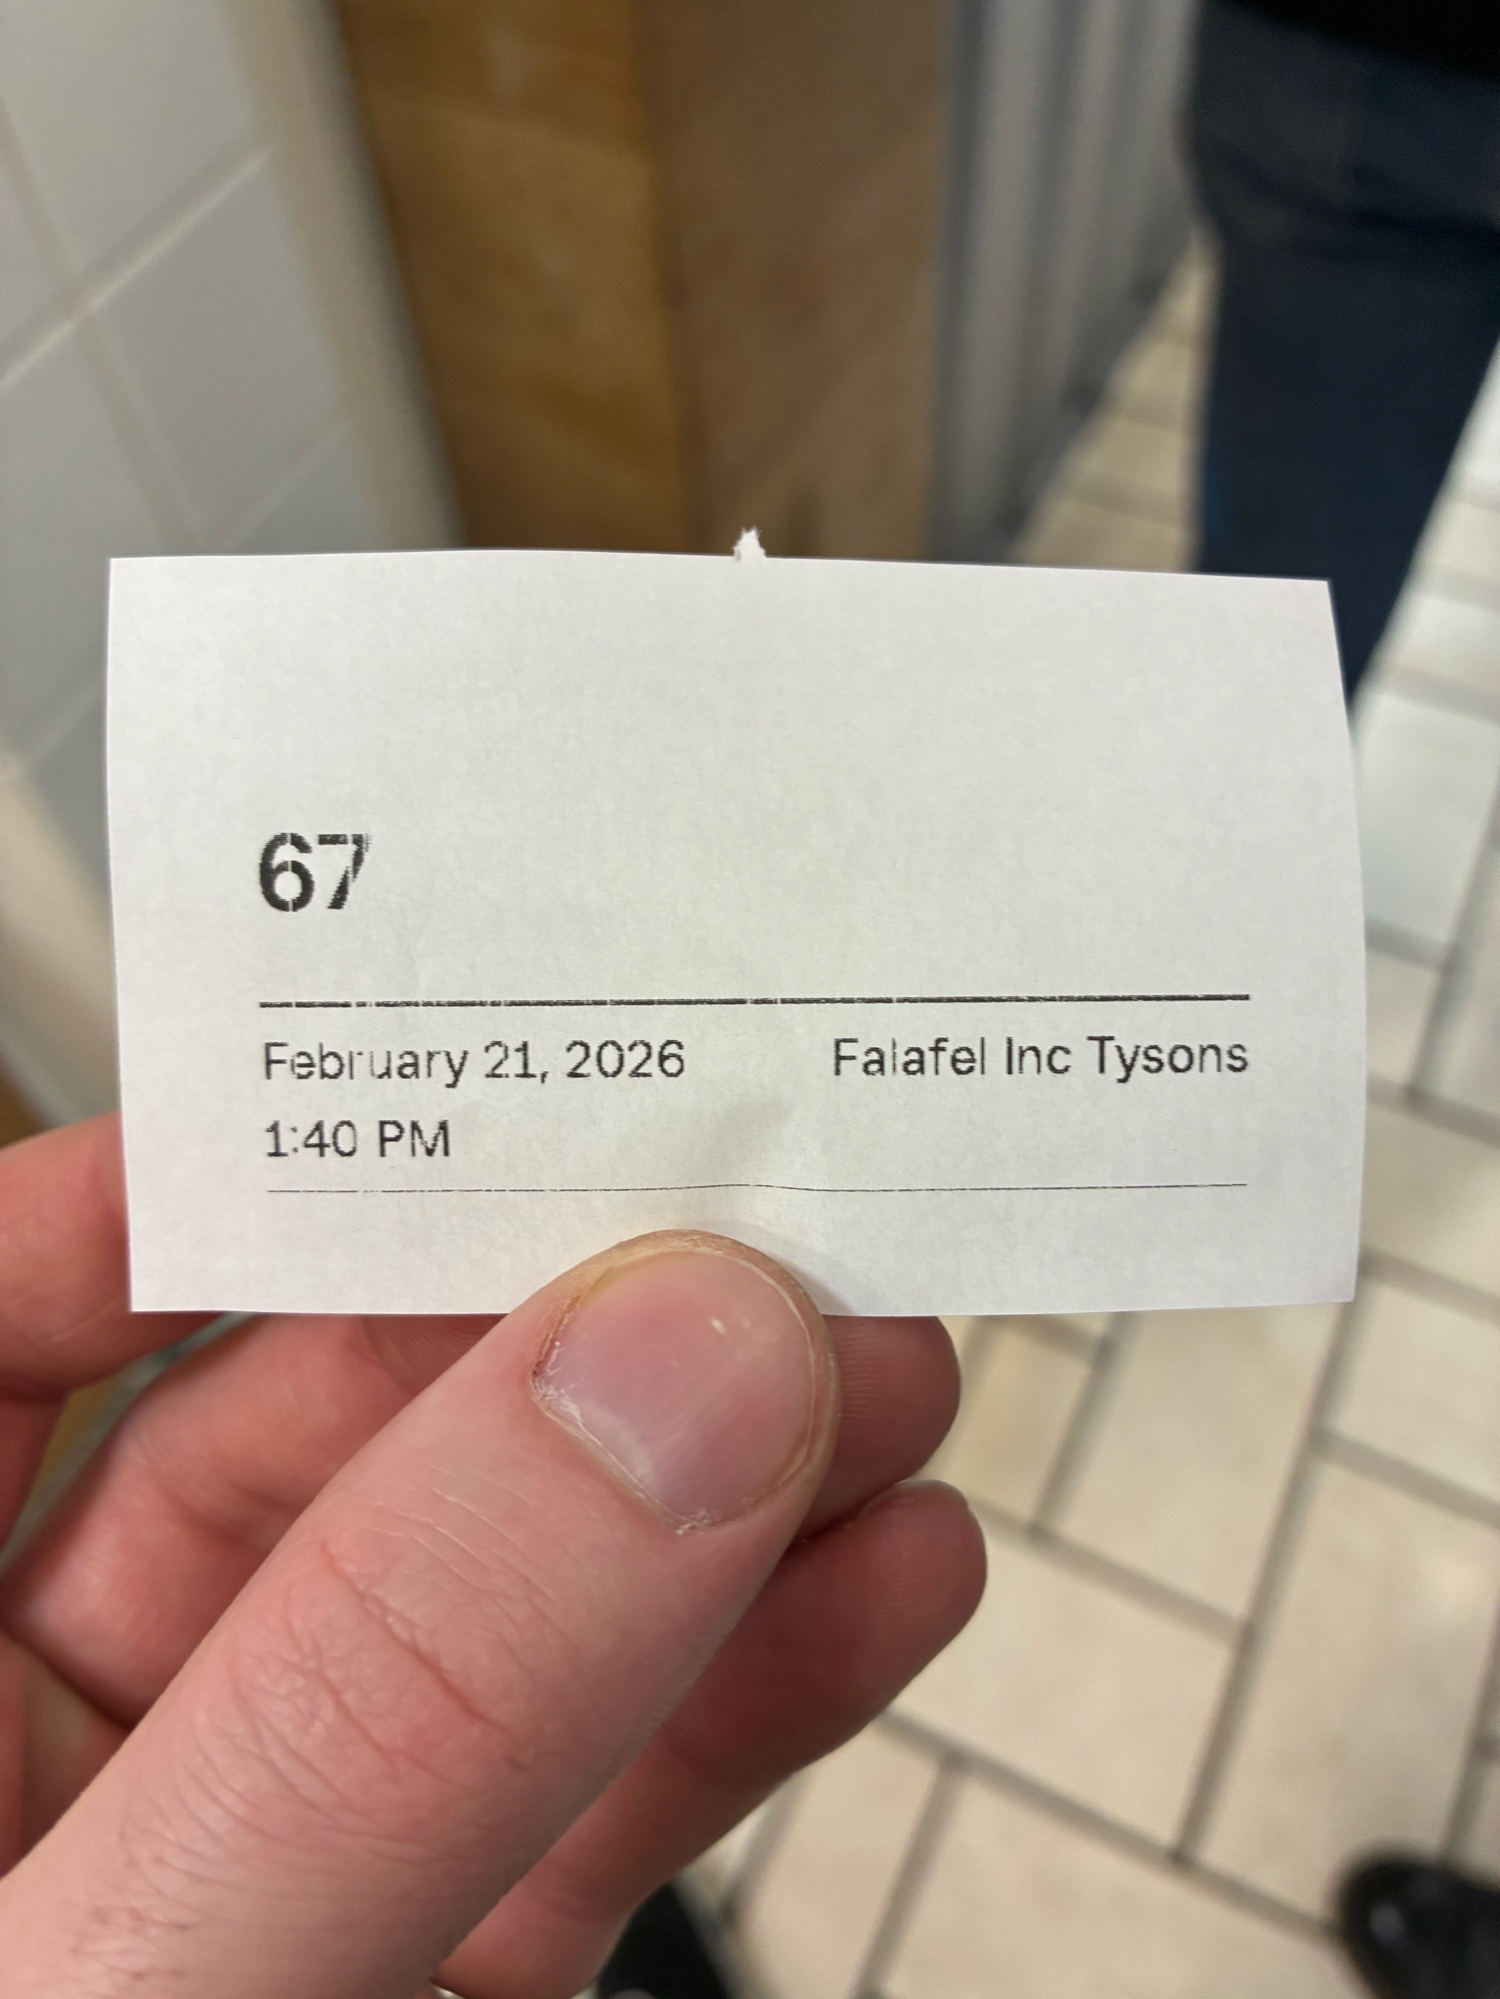 67
February 21, 2026 Falafel Inc Tysons
1:40 PM